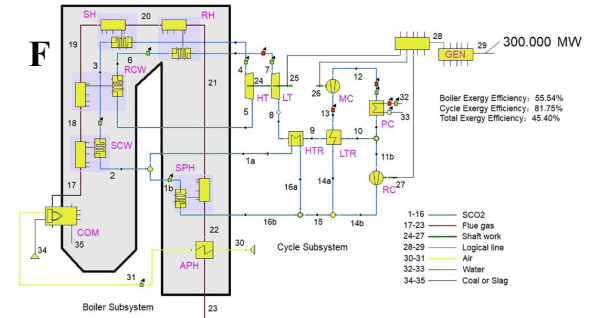 F
SH
20
RH
19
3
RCW
6
4
24
7
25
HT
LT
5
8
21
18
SCW
2
1a
SPH
1b
17
COM
34
35
22
APH
30
31
23
16b
15
14b
16a
14a
9
HTR
LTR
10
11b
RC
27
26
MC
12
13
PC
32
33
28
GEN
29
300.000 MW
Boiler Exergy Efficiency: 55.54%
Cycle Exergy Efficiency: 81.75%
Total Exergy Efficiency: 45.40%
Cycle Subsystem
Boiler Subsystem
1-16 SCO2
17-23 Flue gas
24-27 Shaft work
28-29 Logical line
30-31 Air
32-33 Water
34-35 Coal or Slag